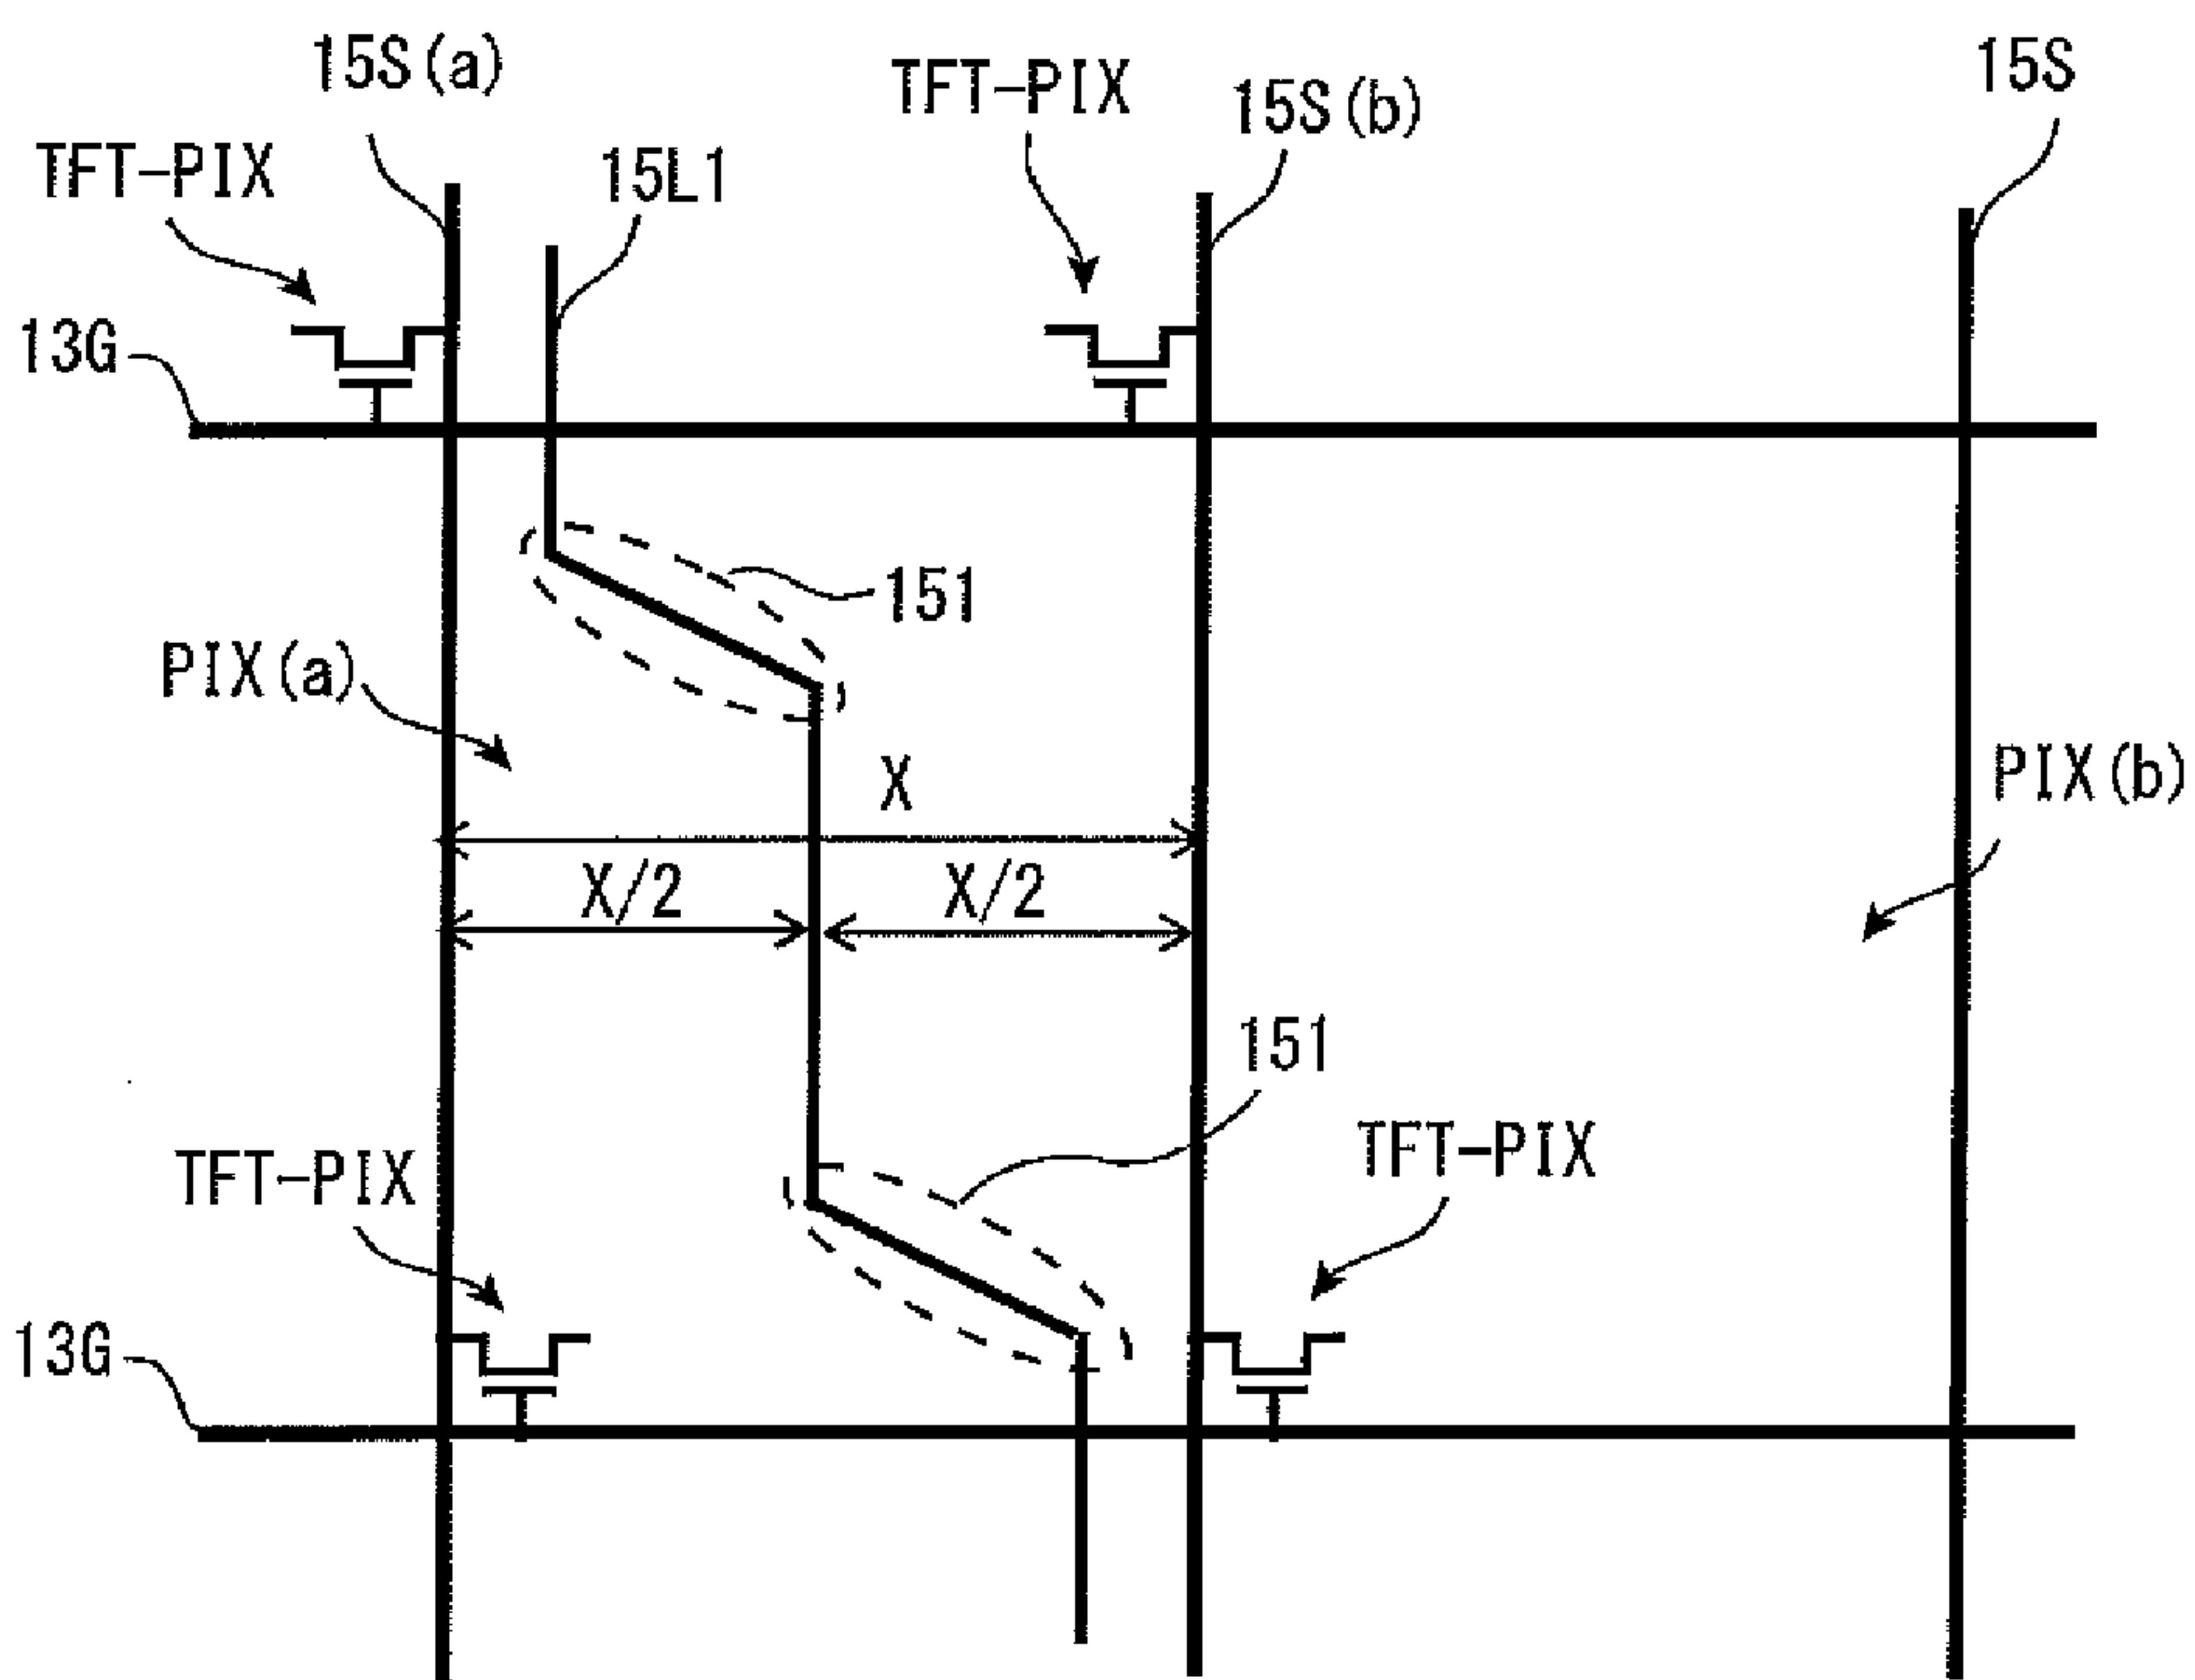 15S(a)
TFT-PIX
15S(b)
15S
TFT-PIX
15L1
13G
151
PIX(a)
X
PIX(b)
X/2
X/2
151
TFT-PIX
TFT-PIX
13G